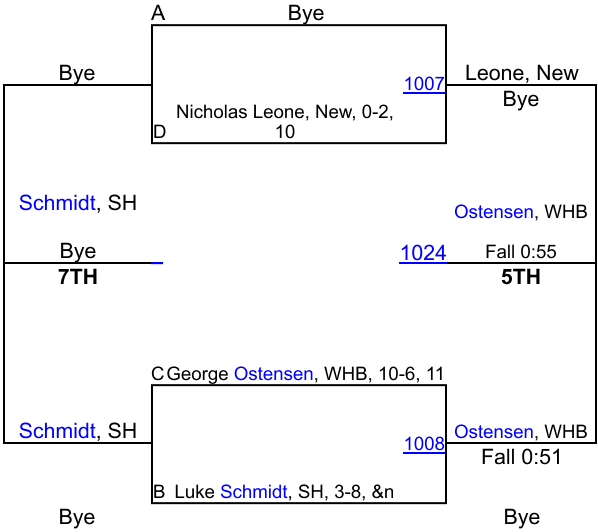 A
Bye
Bye
1007
Leone, New
Bye
Nicholas Leone, New, 0-2,
10
D
Schmidt, SH
Ostensen, WHB
Bye
1024
Fall 0:55
7TH
5TH
C George Ostensen, WHB, 10-6, 11
Schmidt, SH
1008
Ostensen, WHB
Fall 0:51
B Luke Schmidt, SH, 3-8, &n
Bye
Bye